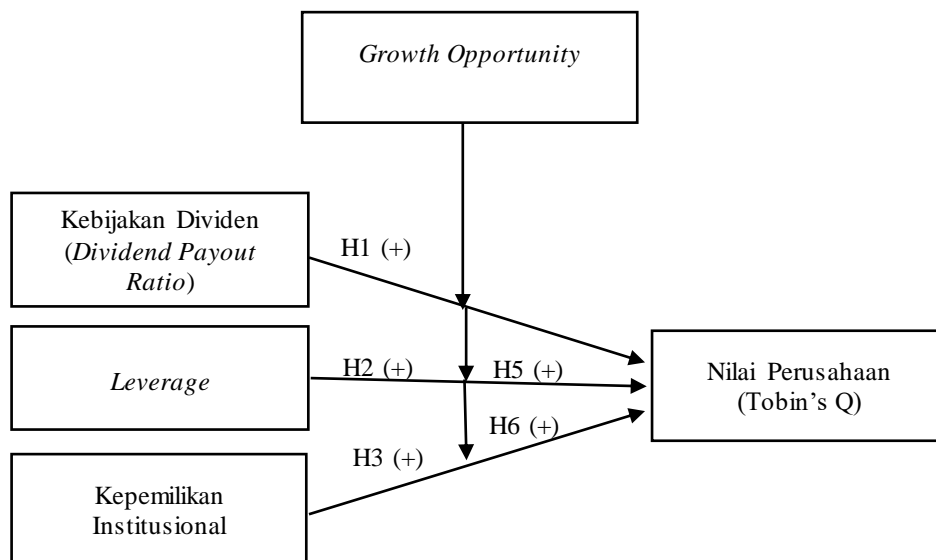 Growth Opportunity
Kebijakan Dividen
(Dividend Payout
Ratio)
H1 (+)
Leverage
H2 (+)
H5 (+)
Nilai Perusahaan
(Tobin’s Q)
H6 (+)
H3 (+)
Kepemilikan
Institusional